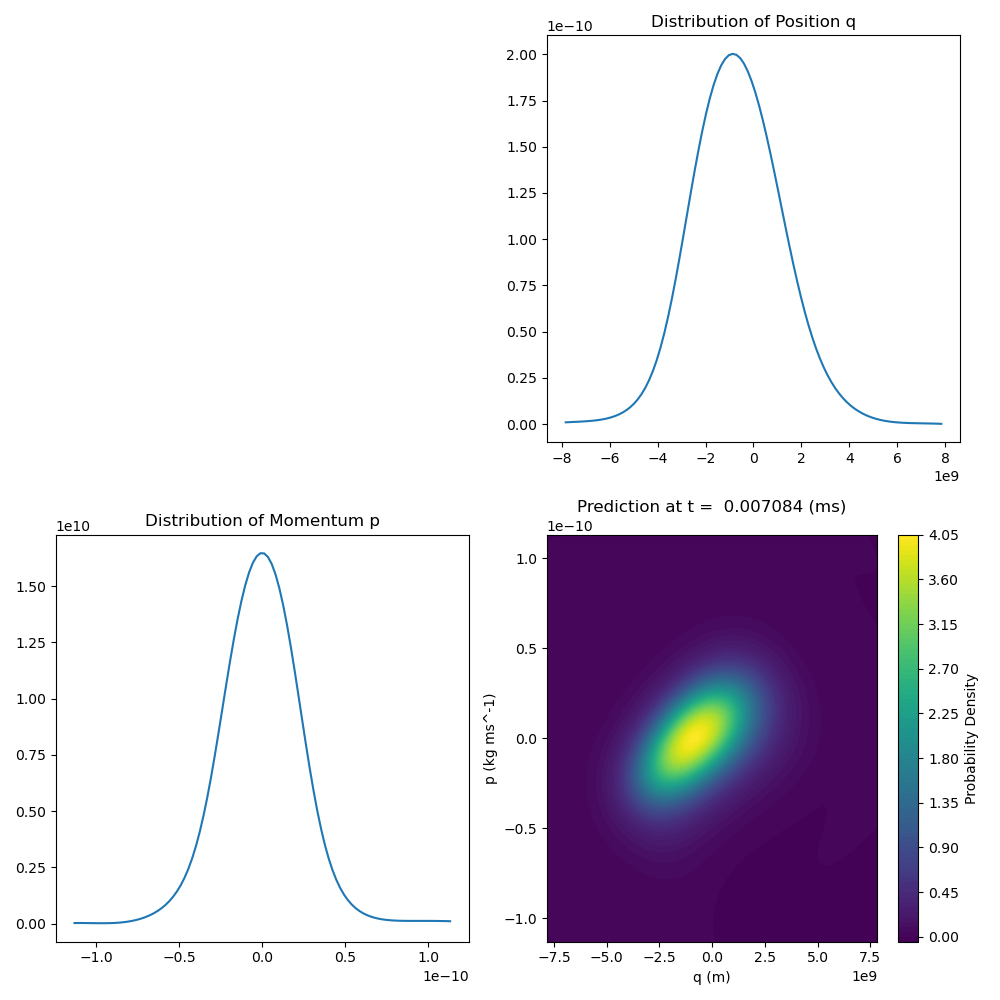 Distribution of Position q
1e−10
2.00
1.75
1.50
1.25
1.00
0.75
0.50
0.25
0.00
−8 −6 −4 −2 0 2 4 6 8
1e9
Distribution of Momentum p
1e10
1.50
1.25
1.00
0.75
0.50
0.25
0.00
−1.0 −0.5 0.0 0.5 1.0
1e−10
Prediction at t =  0.007084 (ms)
1e−10
1.0
0.5
0.0
−0.5
−1.0
p (kg ms^-1)
−7.5 −5.0 −2.5 0.0 2.5 5.0 7.5
q (m)
1e9
4.05
3.60
3.15
2.70
2.25
1.80
1.35
0.90
0.45
0.00
Probability Density